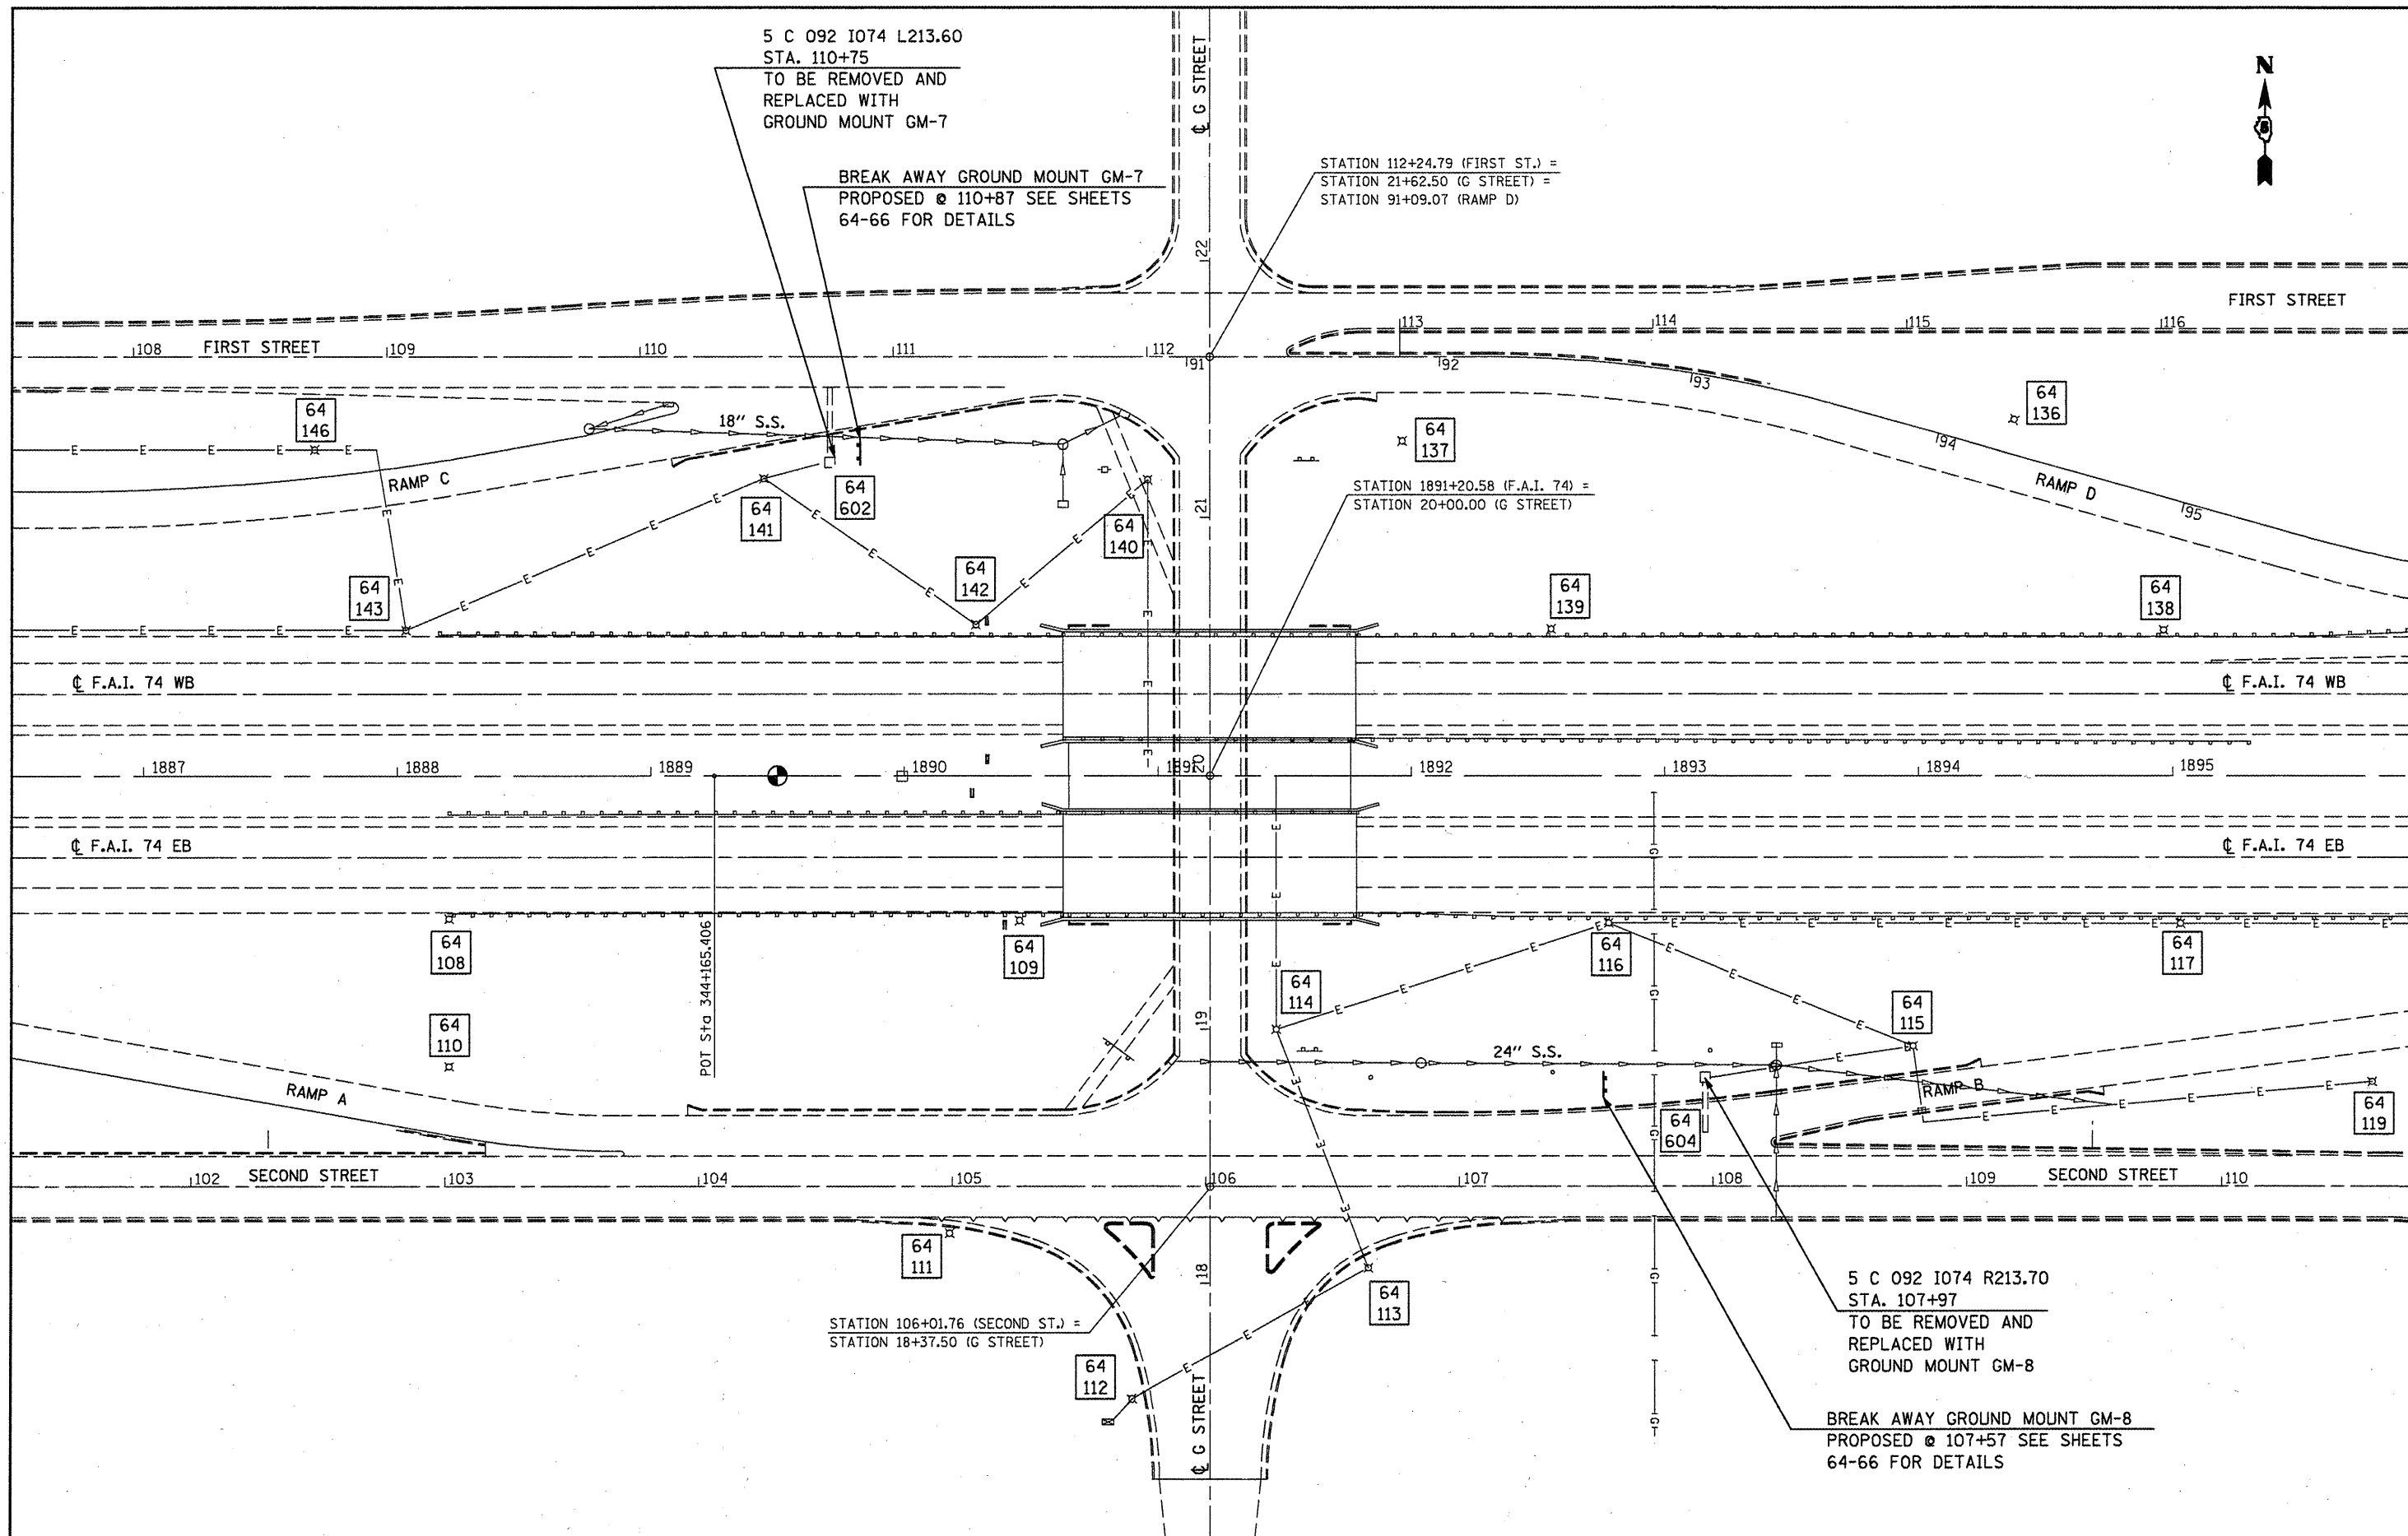 5 C 092 I074 L213.60
STA. 110+75
TO BE REMOVED AND
REPLACED WITH
GROUND MOUNT GM-7
BREAK AWAY GROUND MOUNT GM-7
PROPOSED @ 110+87 SEE SHEETS
64-66 FOR DETAILS
℄ G STREET
STATION 112+24.79 (FIRST ST.) =
STATION 21+62.50 (G STREET) =
STATION 91+09.07 (RAMP D)
N
5
22
FIRST STREET
108
FIRST STREET
109
110
111
112
113
114
115
116
91
92
93
94
95
64
146
18" S.S.
64
137
64
136
RAMP C
64
141
64
602
64
140
21
STATION 1891+20.58 (F.A.I. 74) =
STATION 20+00.00 (G STREET)
RAMP D
64
143
64
142
64
139
64
138
℄ F.A.I. 74 WB
℄ F.A.I. 74 WB
1887
1888
1889
1890
1891
20
1892
1893
1894
1895
℄ F.A.I. 74 EB
℄ F.A.I. 74 EB
POT Sta 344+165.406
64
108
64
109
64
116
64
117
64
114
64
110
19
24" S.S.
64
115
RAMP A
RAMP B
64
604
64
119
102
SECOND STREET
103
104
105
106
107
108
109
SECOND STREET
110
64
111
18
64
113
STATION 106+01.76 (SECOND ST.) =
STATION 18+37.50 (G STREET)
64
112
℄ G STREET
5 C 092 I074 R213.70
STA. 107+97
TO BE REMOVED AND
REPLACED WITH
GROUND MOUNT GM-8
BREAK AWAY GROUND MOUNT GM-8
PROPOSED @ 107+57 SEE SHEETS
64-66 FOR DETAILS